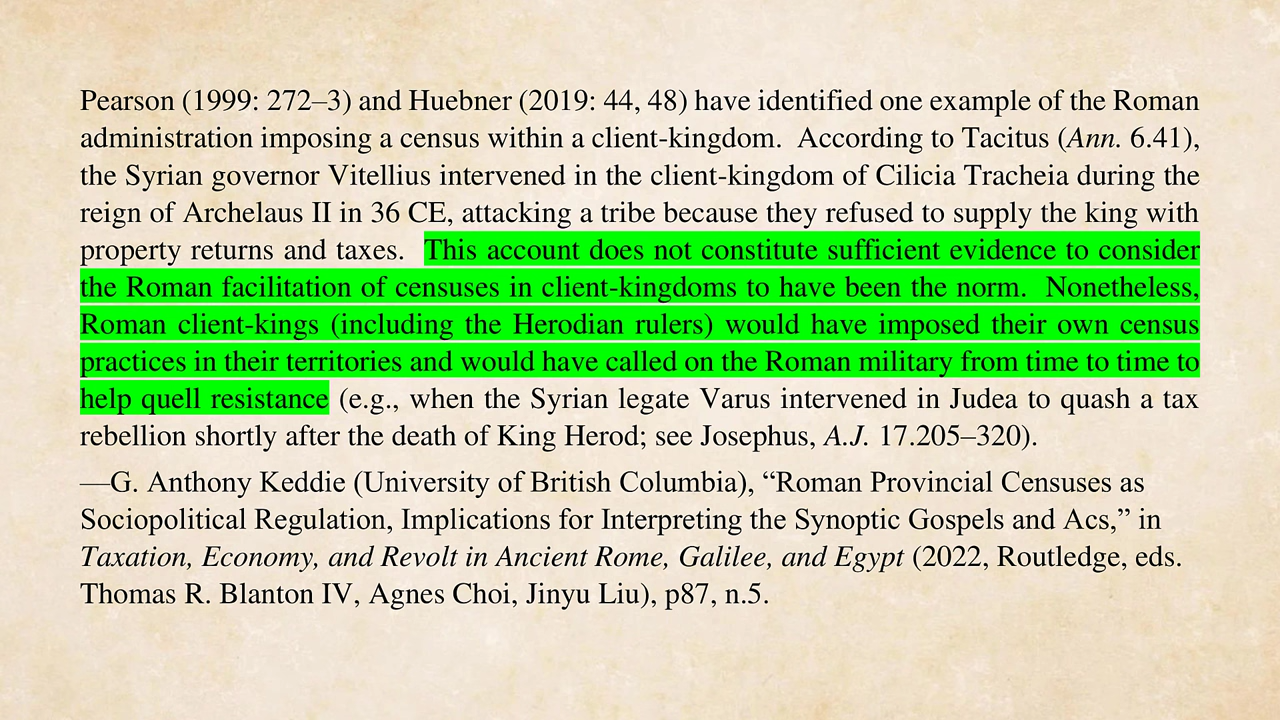 Pearson (1999: 272–3) and Huebner (2019: 44, 48) have identified one example of the Roman
administration imposing a census within a client-kingdom.  According to Tacitus (Ann. 6.41),
the Syrian governor Vitellius intervened in the client-kingdom of Cilicia Tracheia during the
reign of Archelaus II in 36 CE, attacking a tribe because they refused to supply the king with
property returns and taxes.  This account does not constitute sufficient evidence to consider
the Roman facilitation of censuses in client-kingdoms to have been the norm.  Nonetheless,
Roman client-kings (including the Herodian rulers) would have imposed their own census
practices in their territories and would have called on the Roman military from time to time to
help quell resistance (e.g., when the Syrian legate Varus intervened in Judea to quash a tax
rebellion shortly after the death of King Herod; see Josephus, A.J. 17.205–320).
—G. Anthony Keddie (University of British Columbia), “Roman Provincial Censuses as
Sociopolitical Regulation, Implications for Interpreting the Synoptic Gospels and Acs,” in
Taxation, Economy, and Revolt in Ancient Rome, Galilee, and Egypt (2022, Routledge, eds.
Thomas R. Blanton IV, Agnes Choi, Jinyu Liu), p87, n.5.